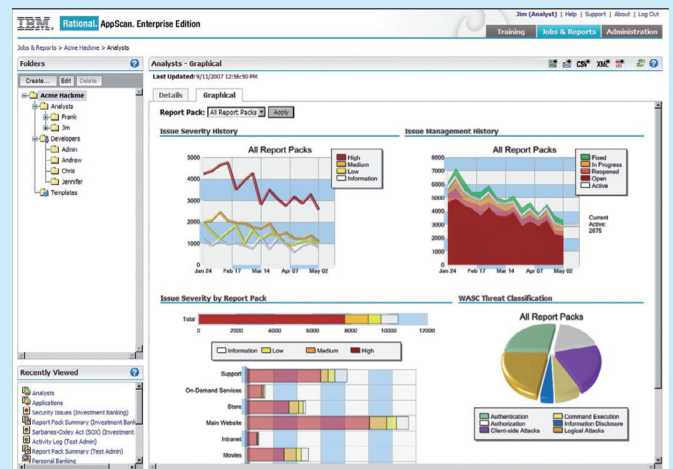 IBM. Rational. AppScan. Enterprise Edition
Jim (Analyst) | Help | Support | About | Log Out
Training Jobs & Reports Administration
Jobs & Reports > Acme Hackme > Analysts
Folders
Create... Edit Delete
Acme Hackme
Analysts
Frank
Jim
Developers
Admin
Andrew
Chris
Jennifer
Templates
Recently Viewed
Analysts
Applications
Security Issues (Investment Banking)
Report Pack Summary (Investment Bank
Sarbanes-Oxley Act (SOX) (Investment
Activity Log (Test Admin)
Report Pack Summary (Test Admin)
Personal Banking
Analysts - Graphical
CSV XML
Last Updated: 9/11/2007 12:56:50 PM
Details Graphical
Report Pack: All Report Packs Apply
Issue Severity History
All Report Packs
5000
4000
3000
2000
1000
0
Jan 24 Feb 17 Mar 14 Apr 07 May 02
High
Medium
Low
Information
Issue Management History
All Report Packs
8000
7000
6000
5000
4000
3000
2000
1000
0
Jan 24 Feb 17 Mar 14 Apr 07 May 02
Fixed
In Progress
Reopened
Open
Active
Current
Active:
2875
Issue Severity by Report Pack
Total
0 2000 4000 6000 8000 10000 12000
Information Low Medium High
Support
On-Demand Services
Store
Main Website
Intranet
Movies
WASC Threat Classification
All Report Packs
Authentication
Authorization
Client-side Attacks
Command Execution
Information Disclosure
Logical Attacks